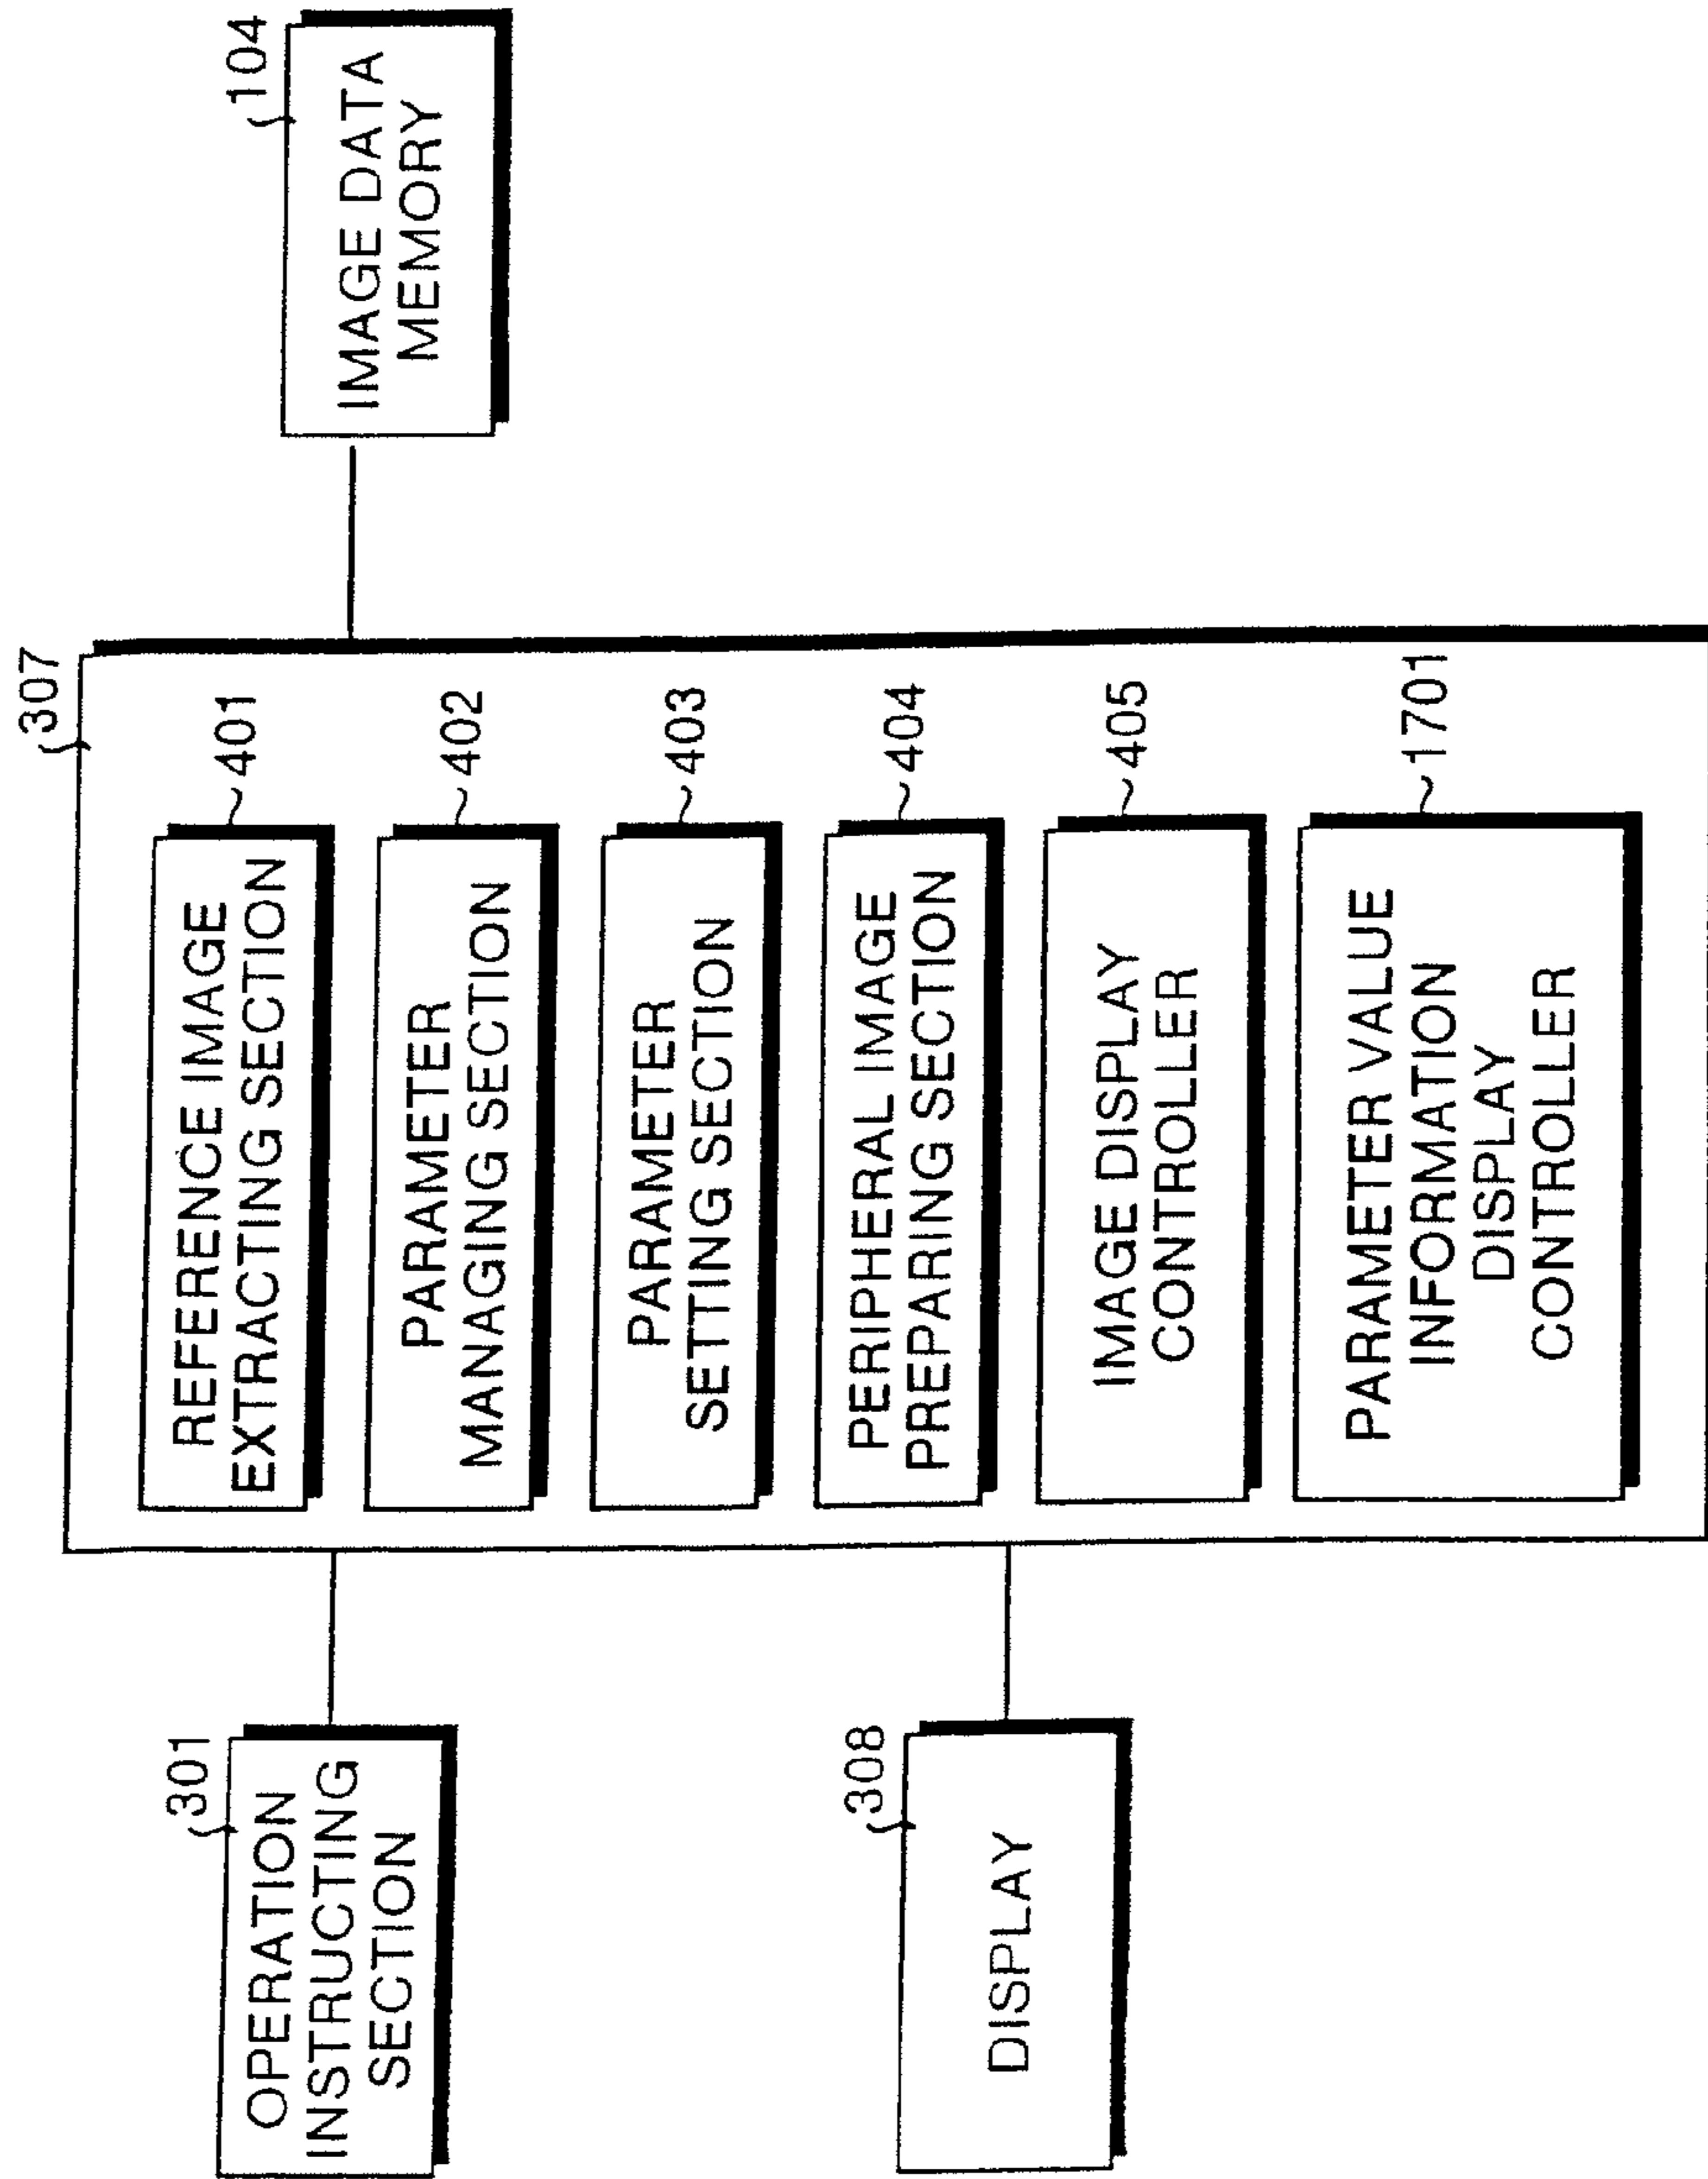 301
OPERATION
INSTRUCTING
SECTION
308
DISPLAY
307
REFERENCE IMAGE
EXTRACTING SECTION
401
PARAMETER
MANAGING SECTION
402
PARAMETER
SETTING SECTION
403
PERIPHERAL IMAGE
PREPARING SECTION
404
IMAGE DISPLAY
CONTROLLER
405
PARAMETER VALUE
INFORMATION
DISPLAY
CONTROLLER
1701
104
IMAGE DATA
MEMORY